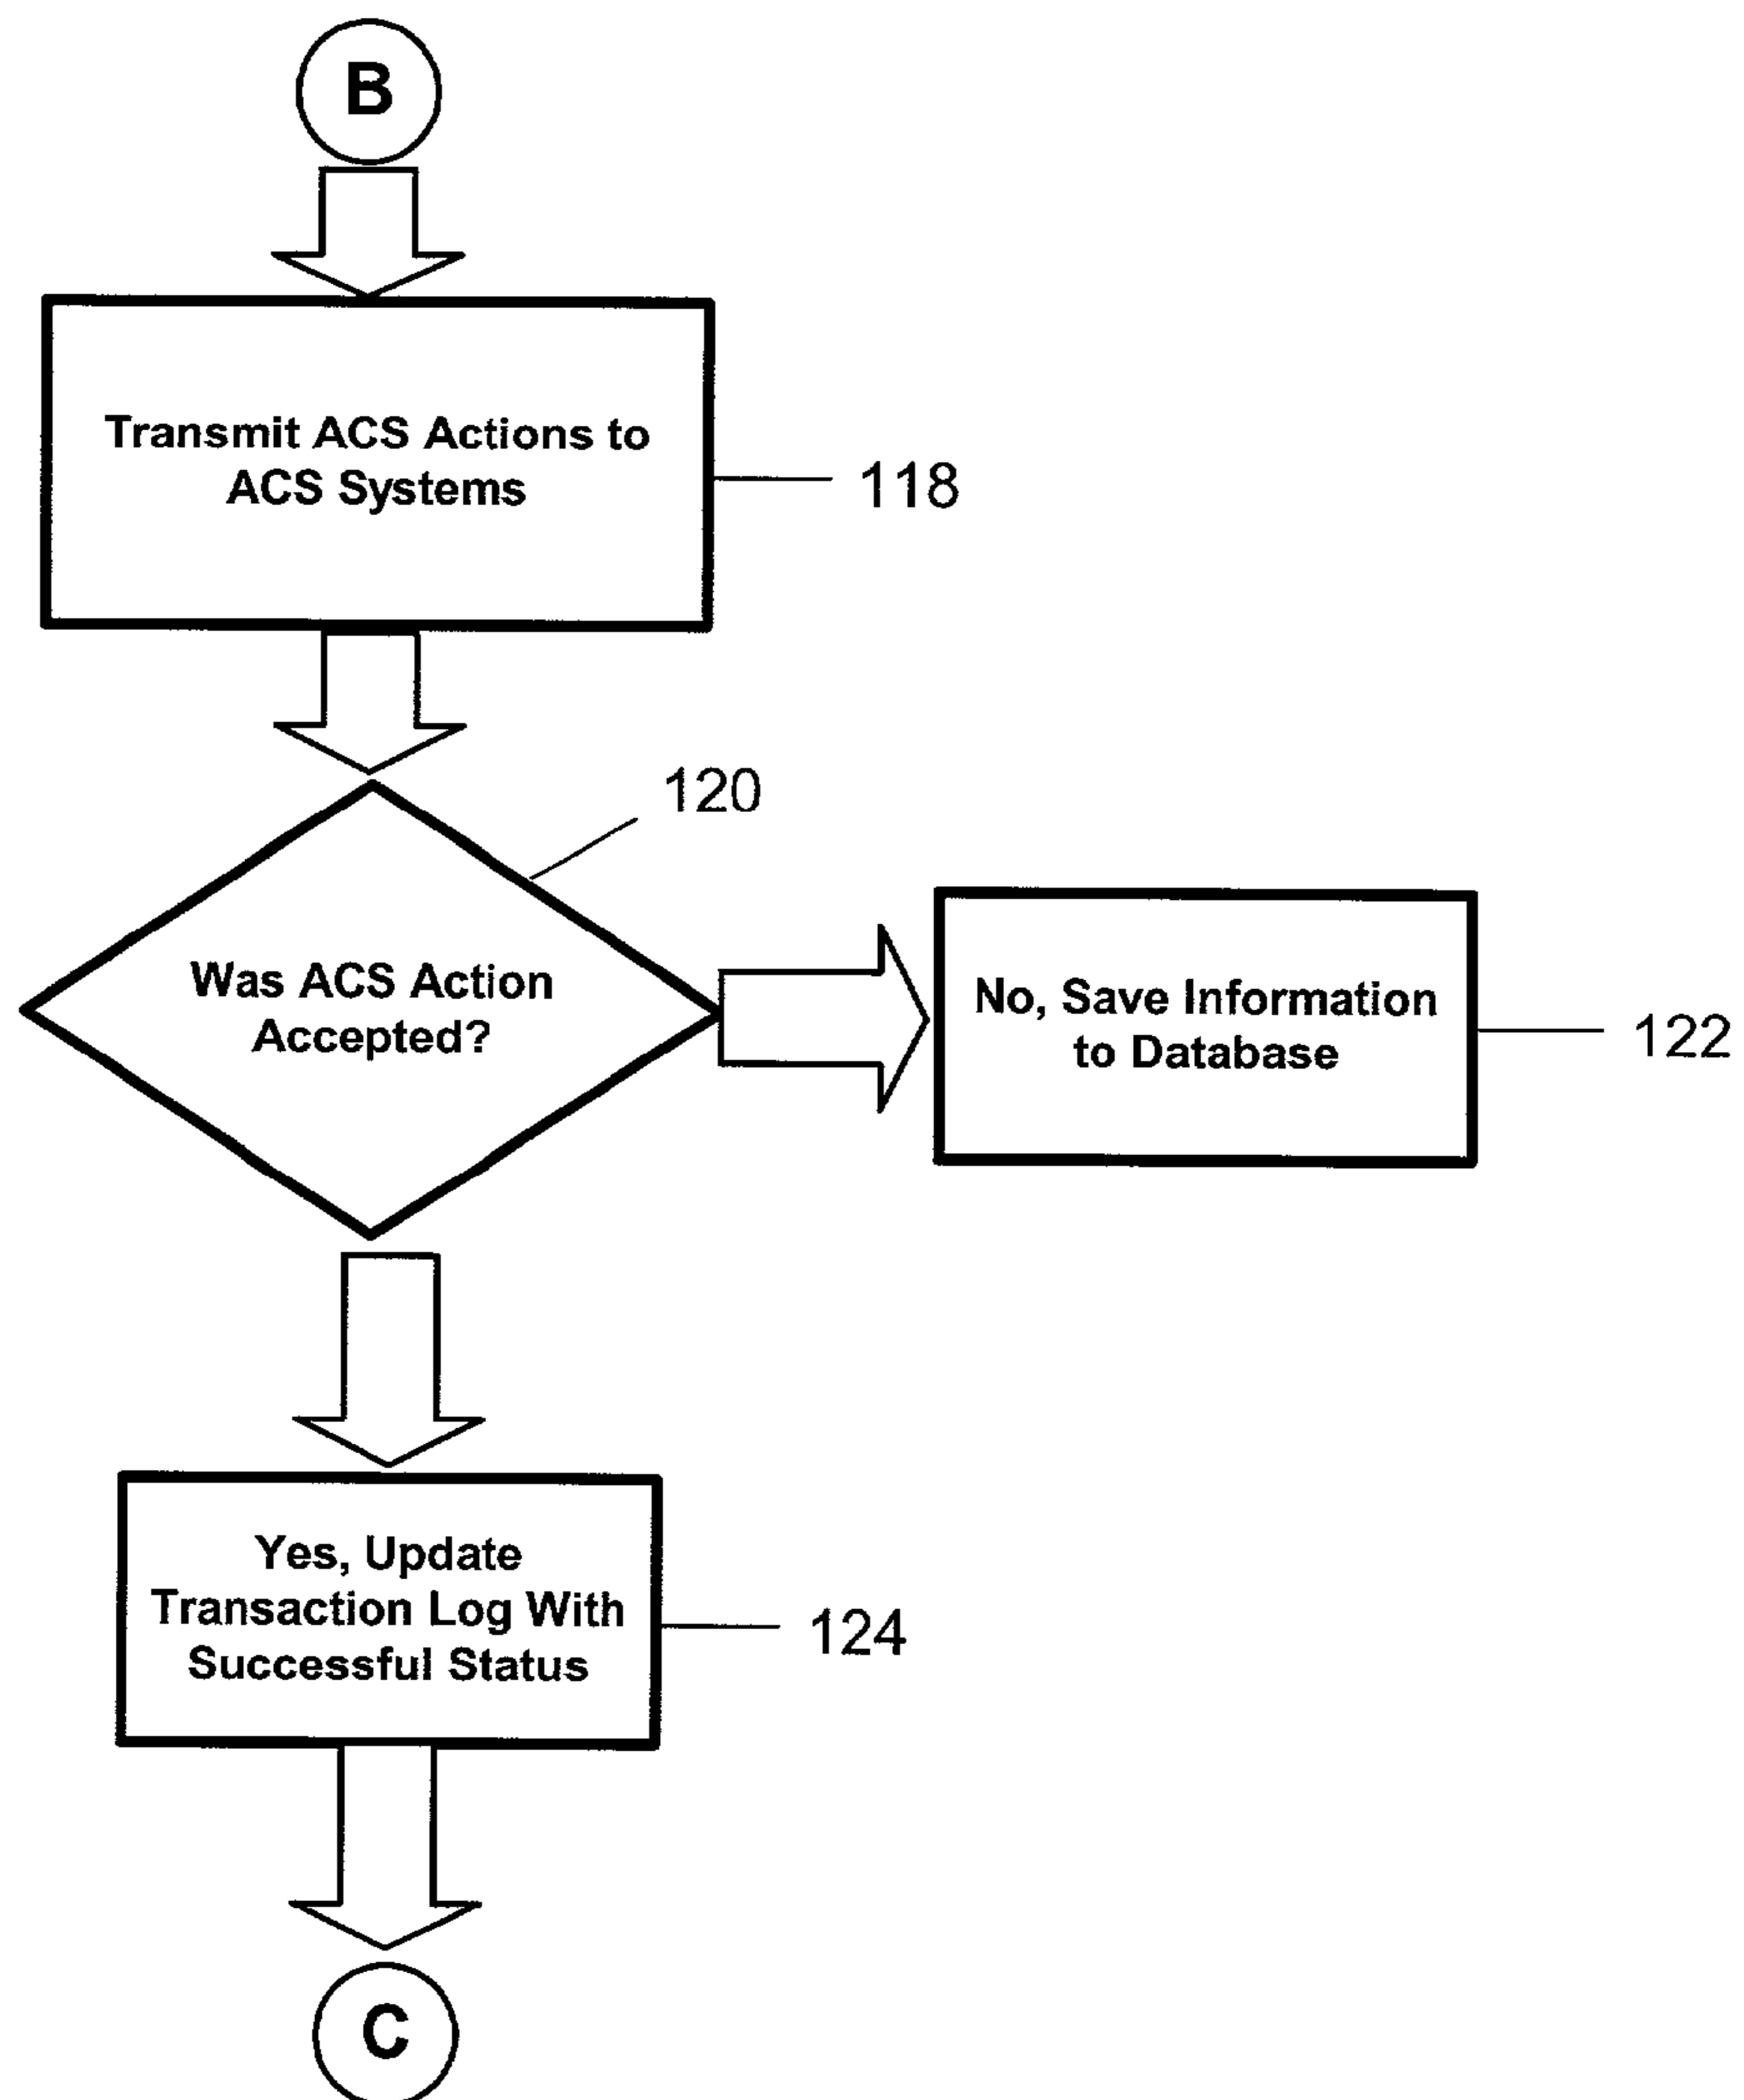 B
Transmit ACS Actions to
ACS Systems
118
120
Was ACS Action
Accepted?
No, Save Information
to Database
122
Yes, Update
Transaction Log With
Successful Status
124
C